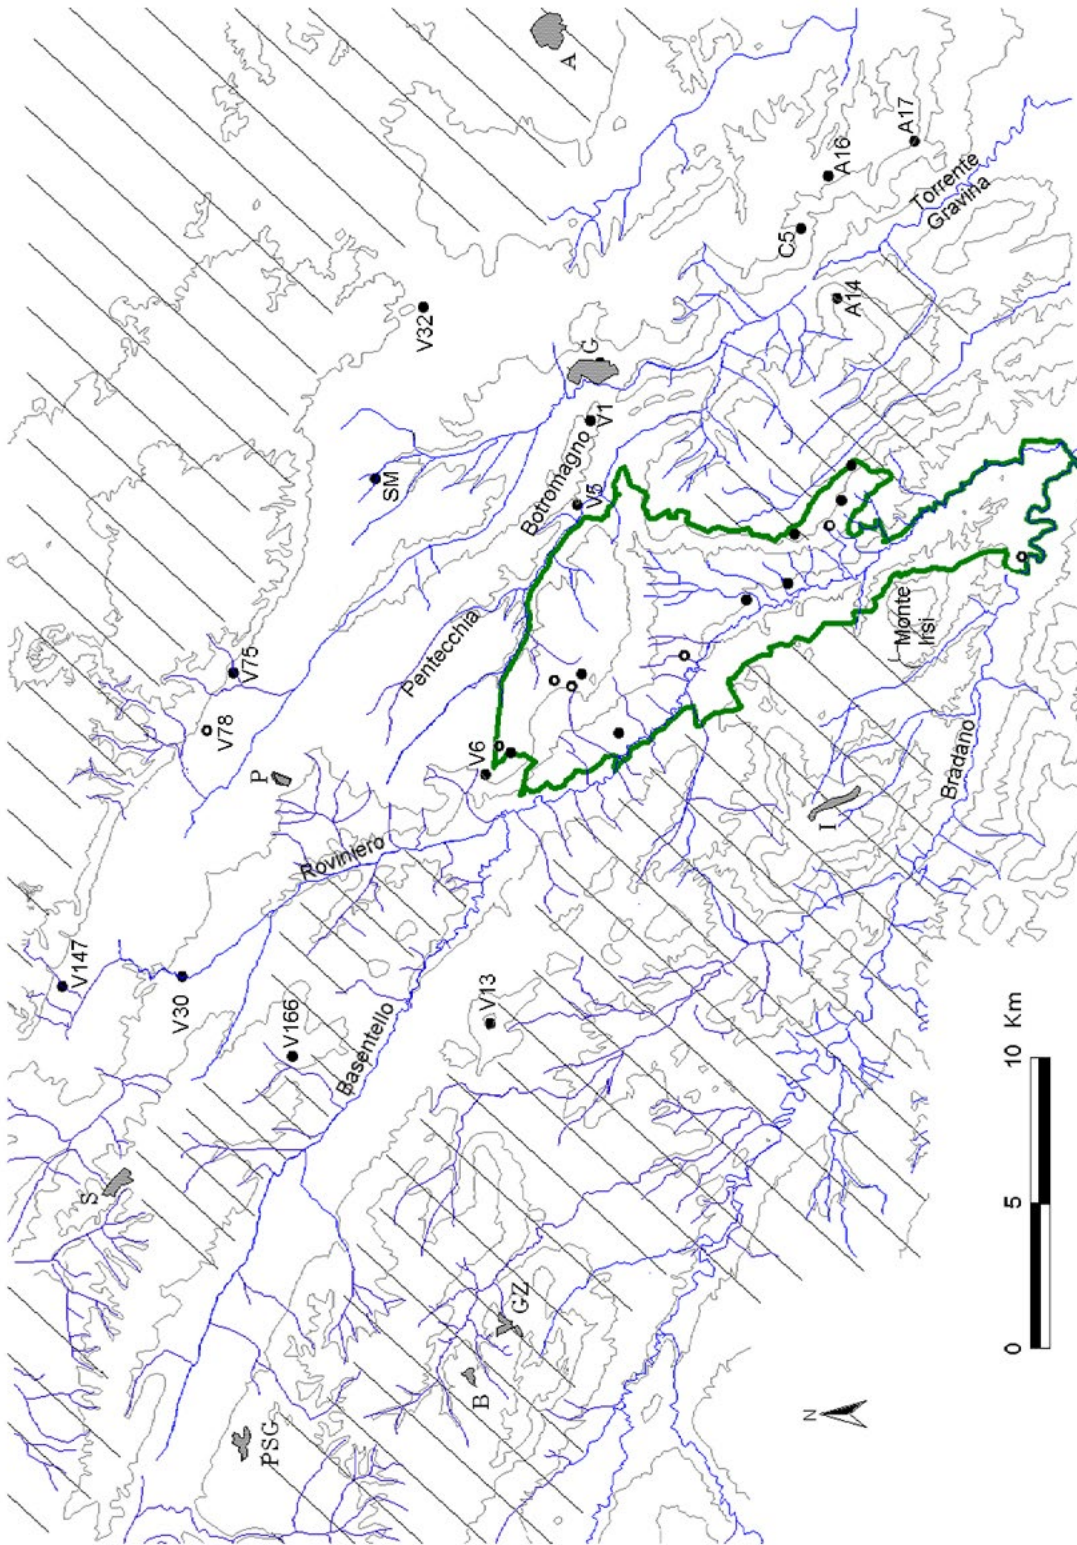 S
V147
V30
V78
V75
P
V166
Roviniero
SM
V32
A
PSG
B
GZ
Basentello
V13
V6
Pentecchia
Botromagno
V5
V1
G
C5
A16
A17
A14
Torrente
Gravina
I
Bradano
Monte
Irsi
N
0
5
10 Km